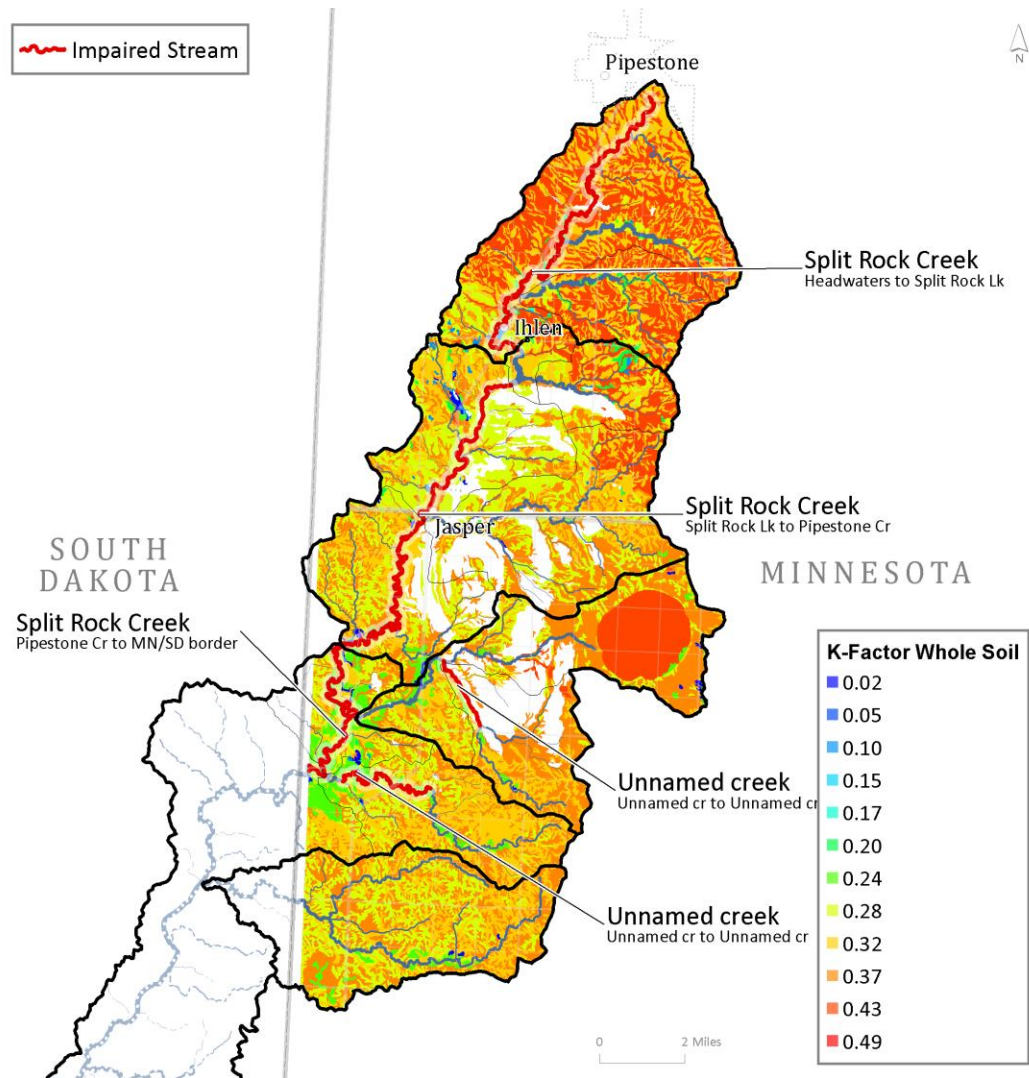 Impaired Stream
N
Pipestone
Split Rock Creek
Headwaters to Split Rock Lk
Ihlen
Split Rock Creek
Split Rock Lk to Pipestone Cr
Jasper
SOUTH
DAKOTA
MINNESOTA
Split Rock Creek
Pipestone Cr to MN/SD border
Unnamed creek
Unnamed cr to Unnamed cr
Unnamed creek
Unnamed cr to Unnamed cr
K-Factor Whole Soil
0.02
0.05
0.10
0.15
0.17
0.20
0.24
0.28
0.32
0.37
0.43
0.49
0 2 Miles